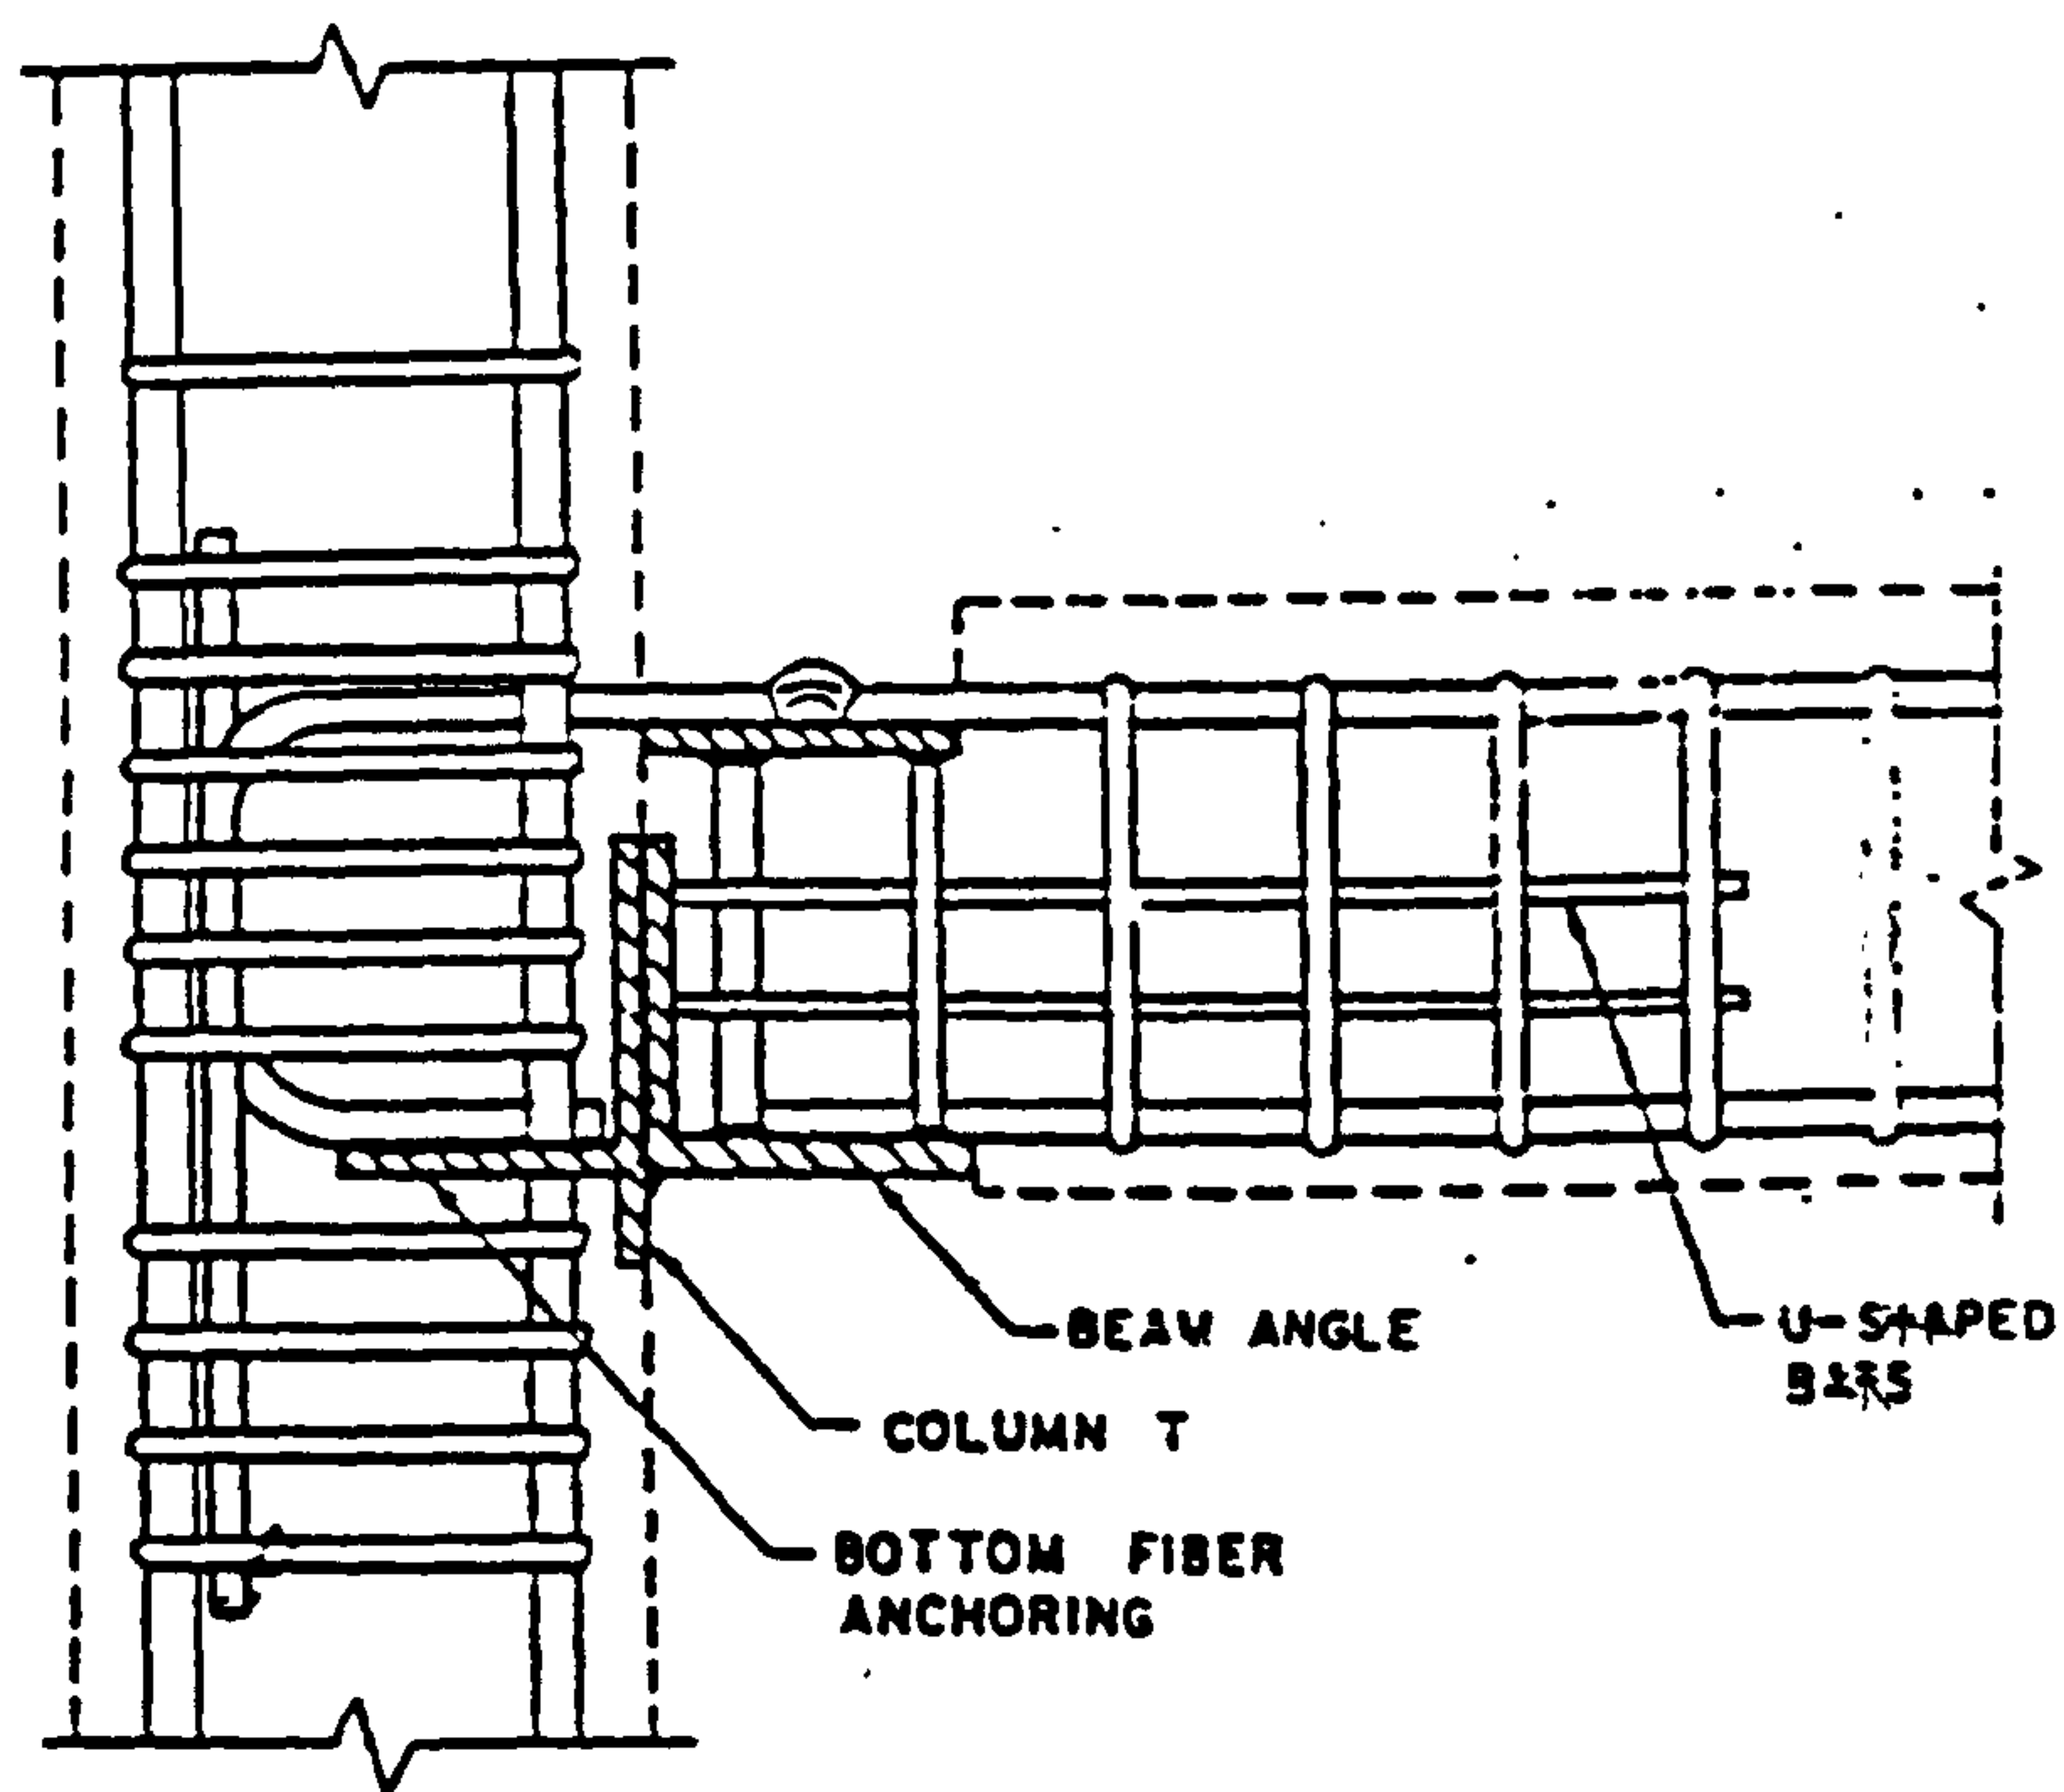 BEAM ANGLE
U-SHAPED
BARS
COLUMN T
BOTTOM FIBER
ANCHORING